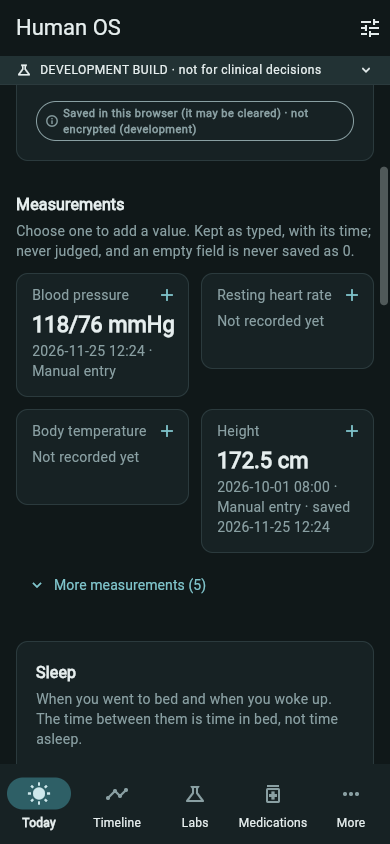 Human OS
DEVELOPMENT BUILD · not for clinical decisions
Saved in this browser (it may be cleared) · not
encrypted (development)
Measurements
Choose one to add a value. Kept as typed, with its time;
never judged, and an empty field is never saved as 0.
Blood pressure
118/76 mmHg
2026-11-25 12:24 ·
Manual entry
Resting heart rate
Not recorded yet
Body temperature
Not recorded yet
Height
172.5 cm
2026-10-01 08:00 ·
Manual entry · saved
2026-11-25 12:24
More measurements (5)
Sleep
When you went to bed and when you woke up.
The time between them is time in bed, not time
asleep.
Today
Timeline
Labs
Medications
More